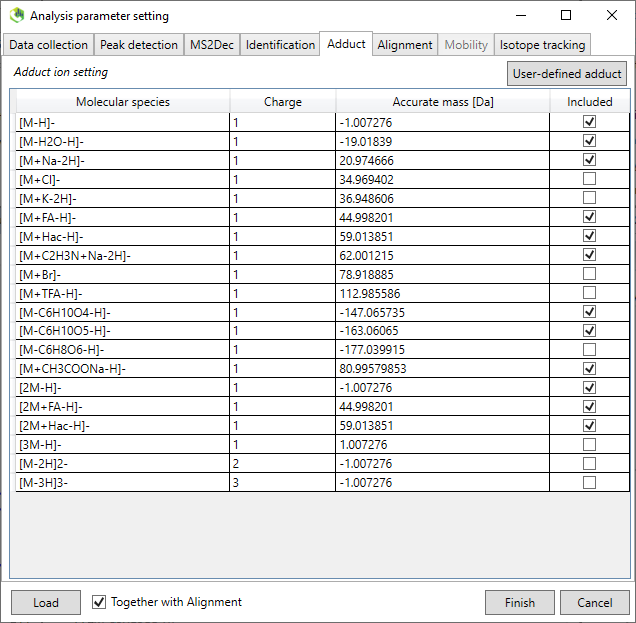 Analysis parameter setting
Data collection Peak detection MS2Dec Identification Adduct Alignment Mobility Isotope tracking
Adduct ion setting User-defined adduct
Molecular species Charge Accurate mass [Da] Included
[M-H]- 1 -1.007276
[M-H2O-H]- 1 -19.01839
[M+Na-2H]- 1 20.974666
[M+Cl]- 1 34.969402
[M+K-2H]- 1 36.948606
[M+FA-H]- 1 44.998201
[M+Hac-H]- 1 59.013851
[M+C2H3N+Na-2H]- 1 62.001215
[M+Br]- 1 78.918885
[M+TFA-H]- 1 112.985586
[M-C6H10O4-H]- 1 -147.065735
[M-C6H10O5-H]- 1 -163.06065
[M-C6H8O6-H]- 1 -177.039915
[M+CH3COONa-H]- 1 80.99579853
[2M-H]- 1 -1.007276
[2M+FA-H]- 1 44.998201
[2M+Hac-H]- 1 59.013851
[3M-H]- 1 1.007276
[M-2H]2- 2 -1.007276
[M-3H]3- 3 -1.007276
Load Together with Alignment Finish Cancel